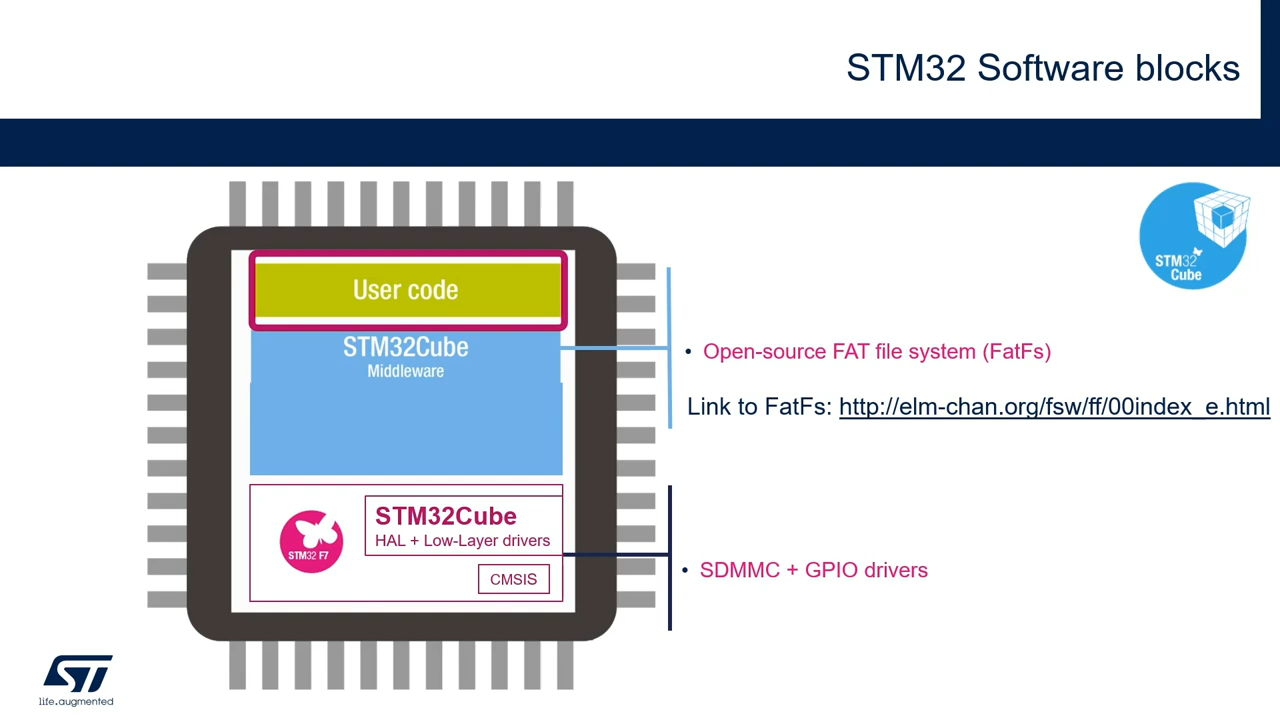 STM32 Software blocks
User code
STM32Cube
Middleware
STM32
Cube
• Open-source FAT file system (FatFs)
Link to FatFs: http://elm-chan.org/fsw/ff/00index_e.html
STM32 F7
STM32Cube
HAL + Low-Layer drivers
CMSIS
• SDMMC + GPIO drivers
ST
life.augmented